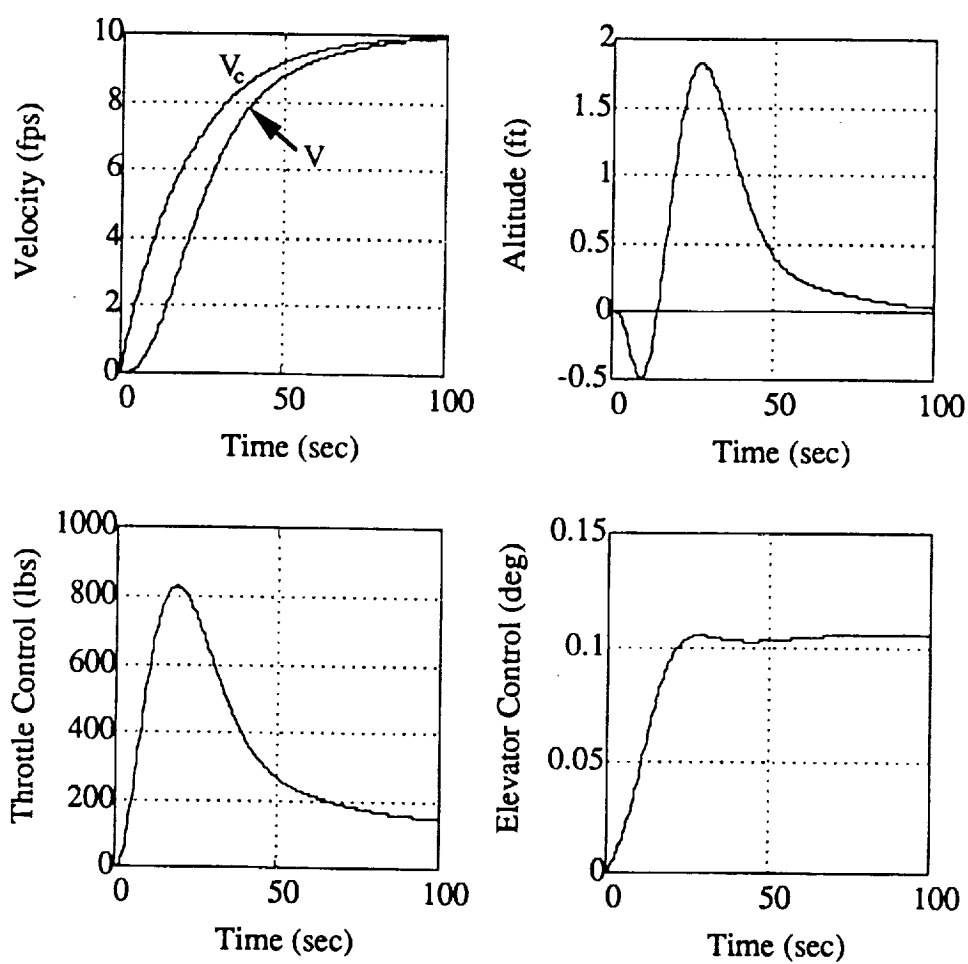 10
8
6
4
2
0
0 50 100
Velocity (fps)
Time (sec)
Vc
V
2
1.5
1
0.5
0
-0.5
0 50 100
Altitude (ft)
Time (sec)
1000
800
600
400
200
0
0 50 100
Throttle Control (lbs)
Time (sec)
0.15
0.1
0.05
0
0 50 100
Elevator Control (deg)
Time (sec)